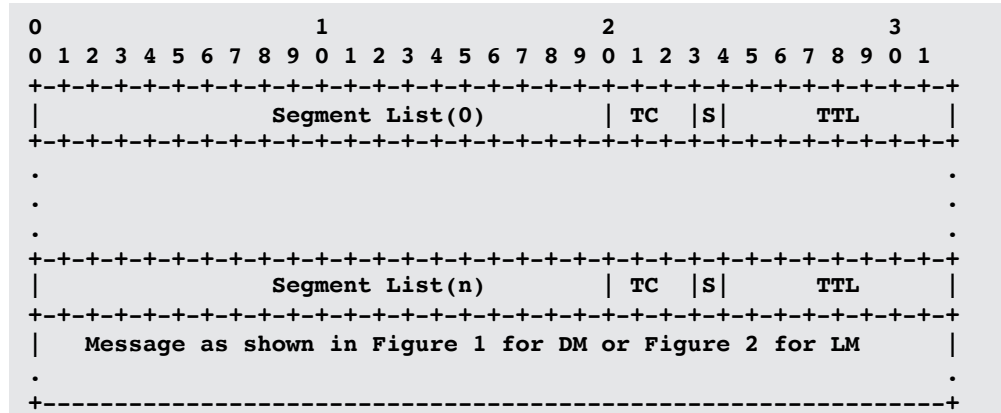 0                   1                   2                   3
0 1 2 3 4 5 6 7 8 9 0 1 2 3 4 5 6 7 8 9 0 1 2 3 4 5 6 7 8 9 0 1
+-+-+-+-+-+-+-+-+-+-+-+-+-+-+-+-+-+-+-+-+-+-+-+-+-+-+-+-+-+-+-+-+
|                Segment List(0)        | TC  |S|      TTL      |
+-+-+-+-+-+-+-+-+-+-+-+-+-+-+-+-+-+-+-+-+-+-+-+-+-+-+-+-+-+-+-+-+
.                                                               .
.                                                               .
.                                                               .
+-+-+-+-+-+-+-+-+-+-+-+-+-+-+-+-+-+-+-+-+-+-+-+-+-+-+-+-+-+-+-+-+
|                Segment List(n)        | TC  |S|      TTL      |
+-+-+-+-+-+-+-+-+-+-+-+-+-+-+-+-+-+-+-+-+-+-+-+-+-+-+-+-+-+-+-+-+
|   Message as shown in Figure 1 for DM or Figure 2 for LM      |
.                                                               .
+---------------------------------------------------------------+